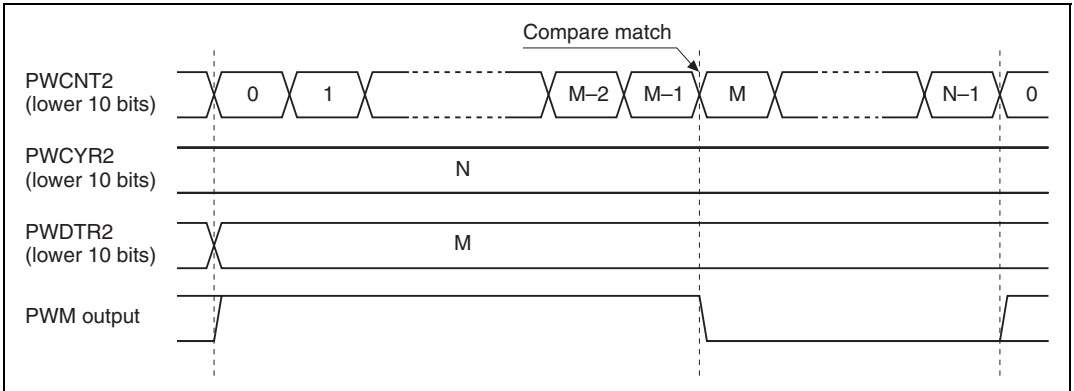 Compare match
PWCNT2
(lower 10 bits)
0 1 M–2 M–1 M N–1 0
PWCYR2
(lower 10 bits)
N
PWDTR2
(lower 10 bits)
M
PWM output